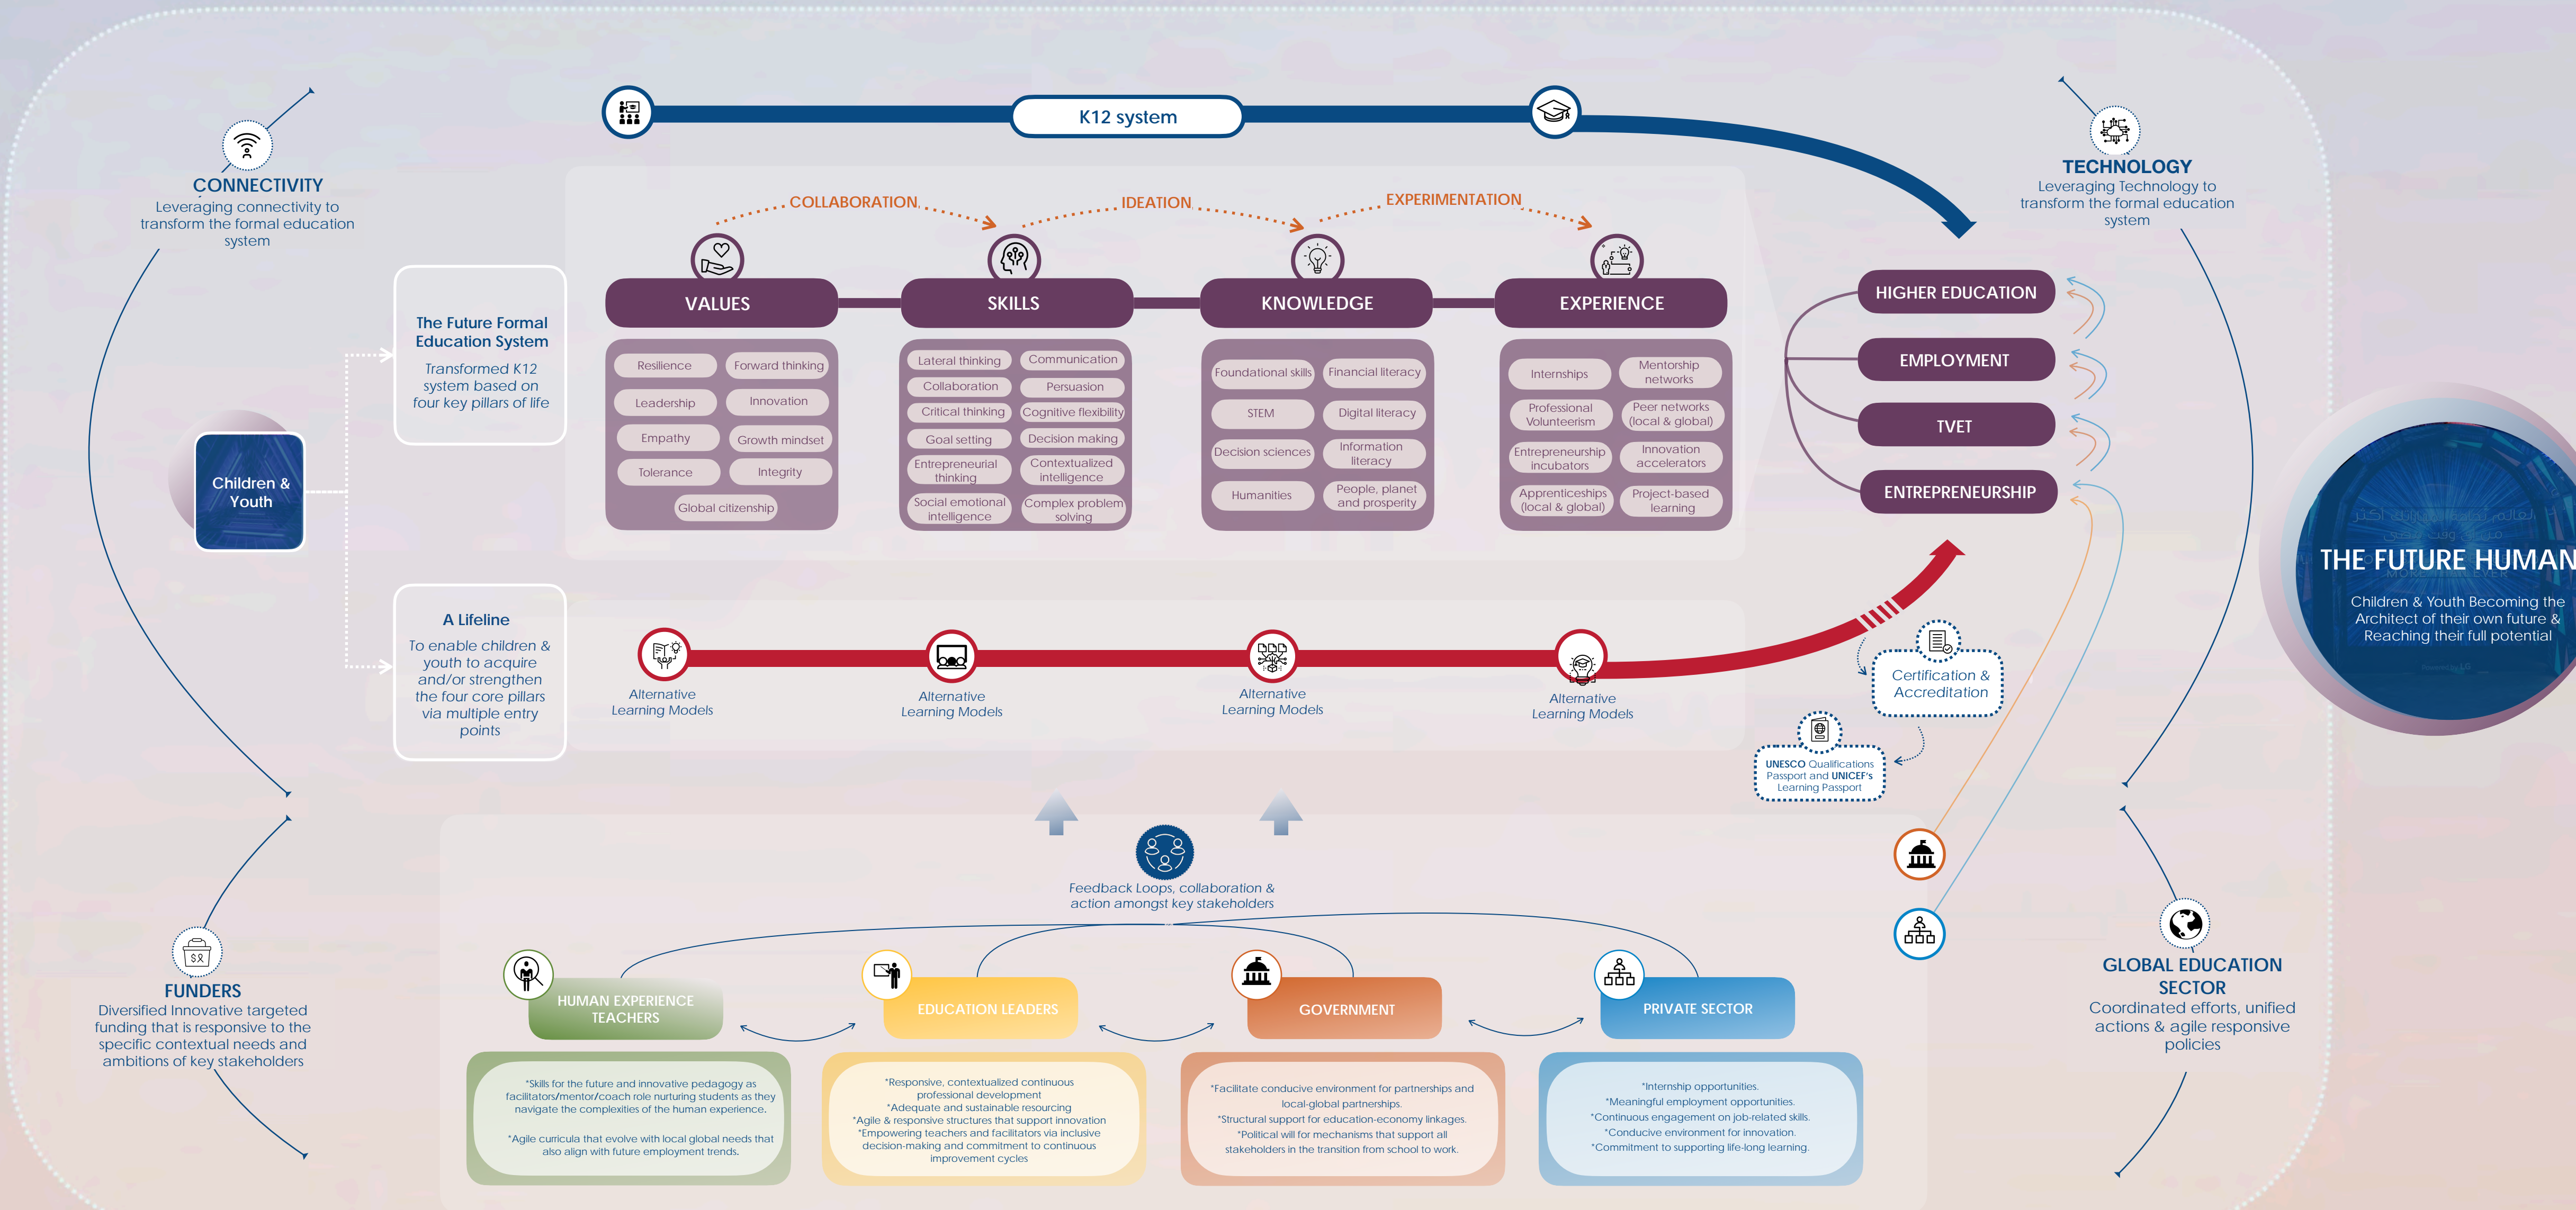 K12 system
CONNECTIVITY
Leveraging connectivity to
transform the formal education
system
TECHNOLOGY
Leveraging Technology to
transform the formal education
system
COLLABORATION
IDEATION
EXPERIMENTATION
The Future Formal
Education System
Transformed K12
system based on
four key pillars of life
Children &
Youth
A Lifeline
To enable children &
youth to acquire
and/or strengthen
the four core pillars
via multiple entry
points
VALUES
Resilience
Forward thinking
Leadership
Innovation
Empathy
Growth mindset
Tolerance
Integrity
Global citizenship
SKILLS
Lateral thinking
Communication
Collaboration
Persuasion
Critical thinking
Cognitive flexibility
Goal setting
Decision making
Entrepreneurial
thinking
Contextualized
intelligence
Social emotional
intelligence
Complex problem
solving
KNOWLEDGE
Foundational skills
Financial literacy
STEM
Digital literacy
Decision sciences
Information
literacy
Humanities
People, planet
and prosperity
EXPERIENCE
Internships
Mentorship
networks
Professional
Volunteerism
Peer networks
(local & global)
Entrepreneurship
incubators
Innovation
accelerators
Apprenticeships
(local & global)
Project-based
learning
HIGHER EDUCATION
EMPLOYMENT
TVET
ENTREPRENEURSHIP
THE FUTURE HUMAN
MORE THAN EVER
Children & Youth Becoming the
Architect of their own future &
Reaching their full potential
Alternative
Learning Models
Alternative
Learning Models
Alternative
Learning Models
Alternative
Learning Models
Certification &
Accreditation
UNESCO Qualifications
Passport and UNICEF's
Learning Passport
Feedback Loops, collaboration &
action amongst key stakeholders
FUNDERS
Diversified Innovative targeted
funding that is responsive to the
specific contextual needs and
ambitions of key stakeholders
HUMAN EXPERIENCE
TEACHERS
*Skills for the future and innovative pedagogy as
facilitators/mentor/coach role nurturing students as they
navigate the complexities of the human experience.
*Agile curricula that evolve with local global needs that
also align with future employment trends.
EDUCATION LEADERS
*Responsive, contextualized continuous
professional development
*Adequate and sustainable resourcing
*Agile & responsive structures that support innovation
*Empowering teachers and facilitators via inclusive
decision-making and commitment to continuous
improvement cycles
GOVERNMENT
*Facilitate conducive environment for partnerships and
local-global partnerships.
*Structural support for education-economy linkages.
*Political will for mechanisms that support all
stakeholders in the transition from school to work.
PRIVATE SECTOR
*Internship opportunities.
*Meaningful employment opportunities.
*Continuous engagement on job-related skills.
*Conducive environment for innovation.
*Commitment to supporting life-long learning.
GLOBAL EDUCATION
SECTOR
Coordinated efforts, unified
actions & agile responsive
policies